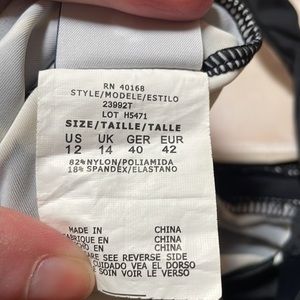 RN 40168
STYLE/MODELE/ESTILO
23992T
LOT H5471
SIZE/TAILLE/TALLE
US UK GER EUR
12 14 40 42
82% NYLON/POLIAMIDA
18% SPANDEX/ELASTANO
MADE IN CHINA
FABRIQUE EN CHINA
HECHO EN CHINA
CARE SEE REVERSE SIDE
CUIDADO VEA EL DORSO
SOIN VOIR LE VERSO